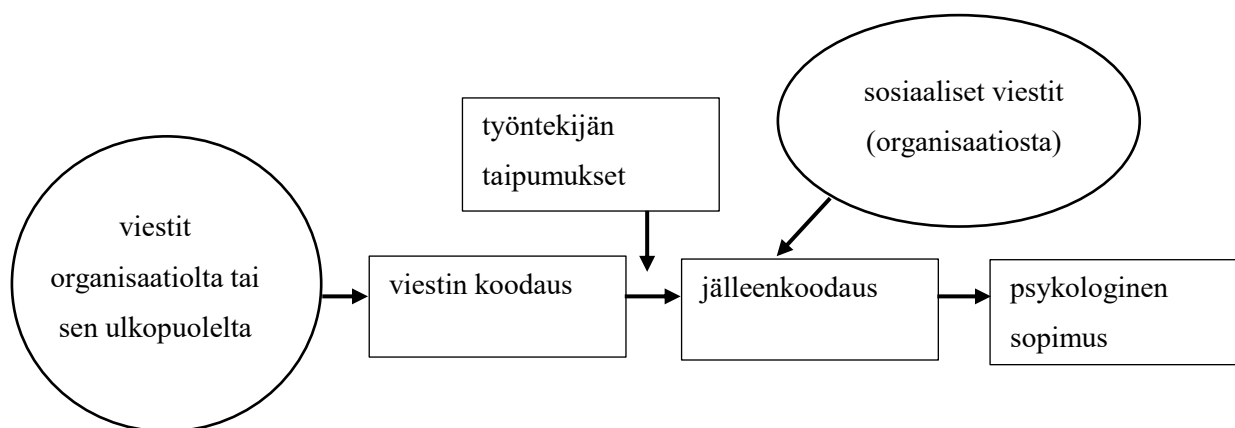 sosiaaliset viestit
(organisaatiosta)
työntekijän
taipumukset
viestit
organisaatiolta tai
sen ulkopuolelta
viestin koodaus
jälleenkoodaus
psykologinen
sopimus